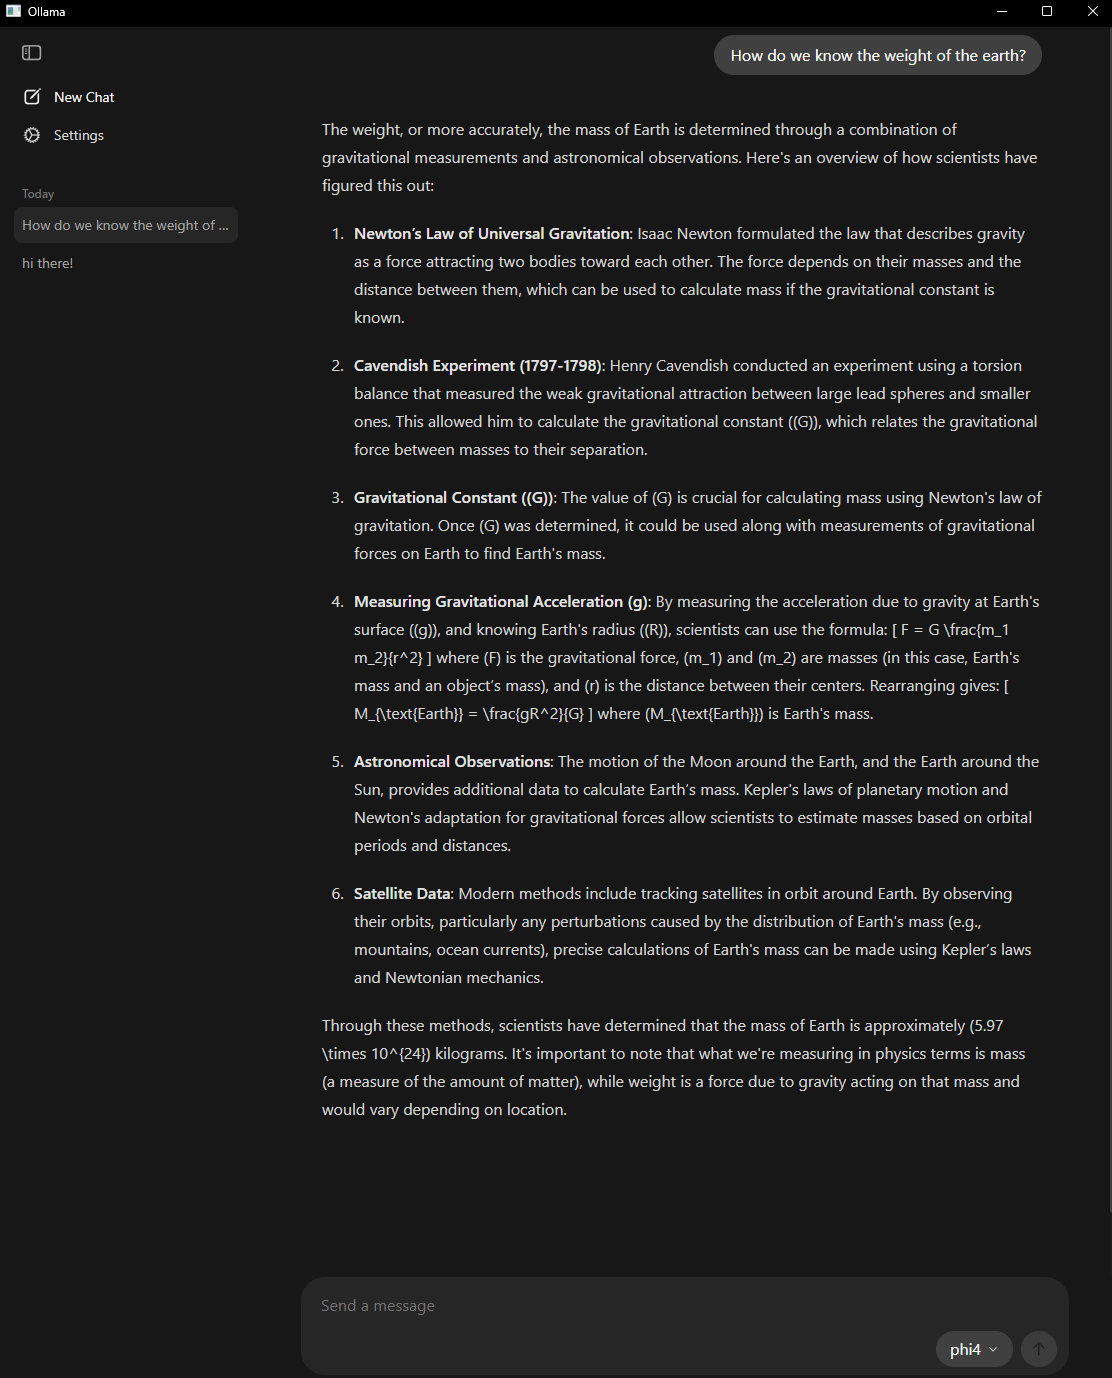 Ollama
New Chat
Settings
Today
How do we know the weight of ...
hi there!
How do we know the weight of the earth?
The weight, or more accurately, the mass of Earth is determined through a combination of
gravitational measurements and astronomical observations. Here's an overview of how scientists have
figured this out:
1. Newton's Law of Universal Gravitation: Isaac Newton formulated the law that describes gravity
as a force attracting two bodies toward each other. The force depends on their masses and the
distance between them, which can be used to calculate mass if the gravitational constant is
known.
2. Cavendish Experiment (1797-1798): Henry Cavendish conducted an experiment using a torsion
balance that measured the weak gravitational attraction between large lead spheres and smaller
ones. This allowed him to calculate the gravitational constant ((G)), which relates the gravitational
force between masses to their separation.
3. Gravitational Constant ((G)): The value of (G) is crucial for calculating mass using Newton's law of
gravitation. Once (G) was determined, it could be used along with measurements of gravitational
forces on Earth to find Earth's mass.
4. Measuring Gravitational Acceleration (g): By measuring the acceleration due to gravity at Earth's
surface ((g)), and knowing Earth's radius ((R)), scientists can use the formula: [ F = G \frac{m_1
m_2}{r^2} ] where (F) is the gravitational force, (m_1) and (m_2) are masses (in this case, Earth's
mass and an object's mass), and (r) is the distance between their centers. Rearranging gives: [
M_{\text{Earth}} = \frac{gR^2}{G} ] where (M_{\text{Earth}}) is Earth's mass.
5. Astronomical Observations: The motion of the Moon around the Earth, and the Earth around the
Sun, provides additional data to calculate Earth's mass. Kepler's laws of planetary motion and
Newton's adaptation for gravitational forces allow scientists to estimate masses based on orbital
periods and distances.
6. Satellite Data: Modern methods include tracking satellites in orbit around Earth. By observing
their orbits, particularly any perturbations caused by the distribution of Earth's mass (e.g.,
mountains, ocean currents), precise calculations of Earth's mass can be made using Kepler's laws
and Newtonian mechanics.
Through these methods, scientists have determined that the mass of Earth is approximately (5.97
\times 10^{24}) kilograms. It's important to note that what we're measuring in physics terms is mass
(a measure of the amount of matter), while weight is a force due to gravity acting on that mass and
would vary depending on location.
Send a message
phi4